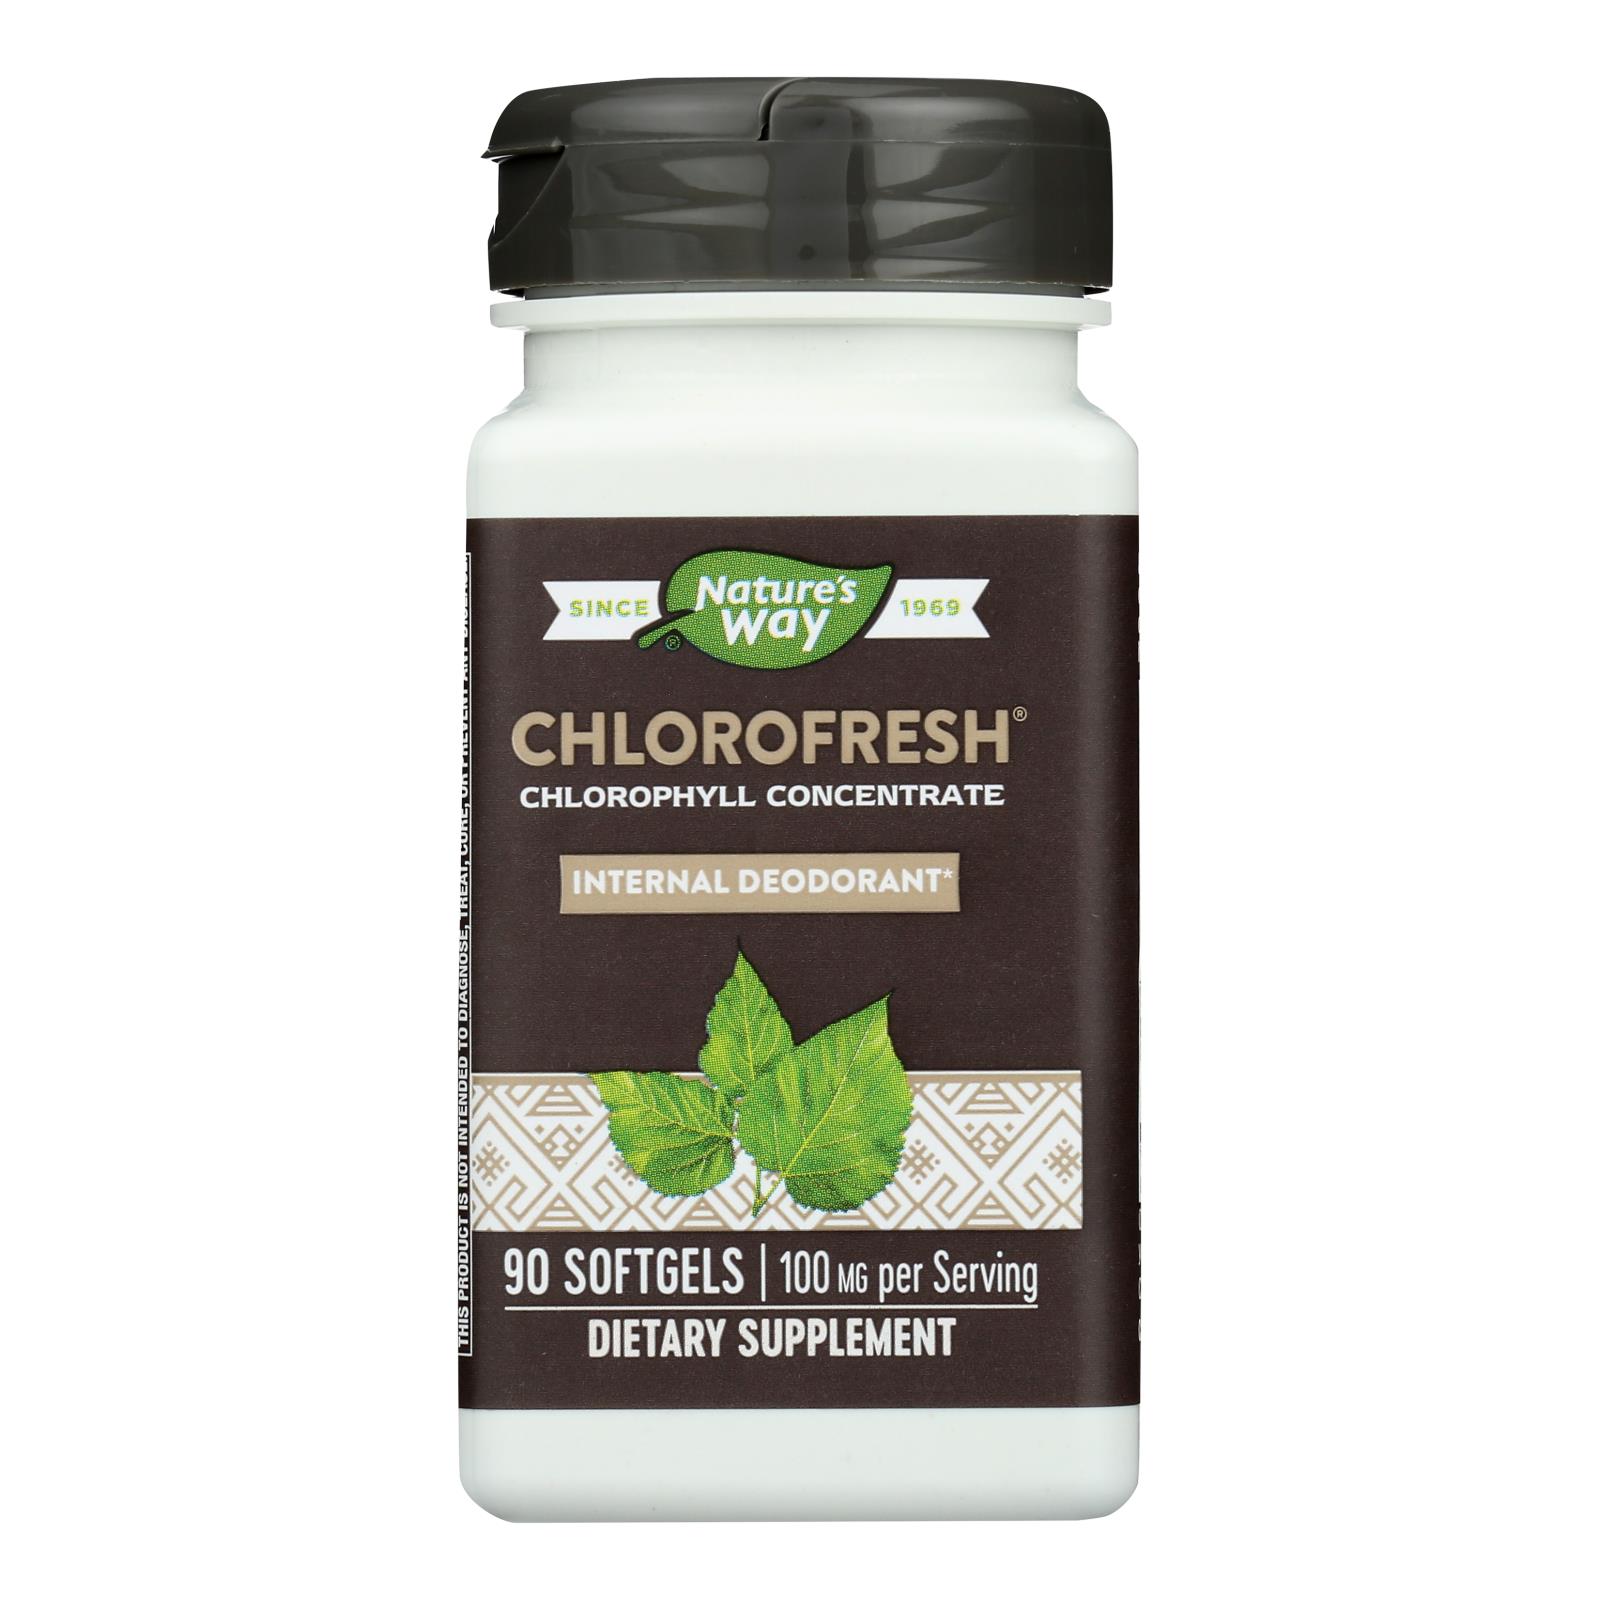 SINCE Nature's Way® 1969
CHLOROFRESH®
CHLOROPHYLL CONCENTRATE
INTERNAL DEODORANT*
90 SOFTGELS | 100 MG per Serving
DIETARY SUPPLEMENT
THIS PRODUCT IS NOT INTENDED TO DIAGNOSE, TREAT, CURE, OR PREVENT ANY DISEASE.